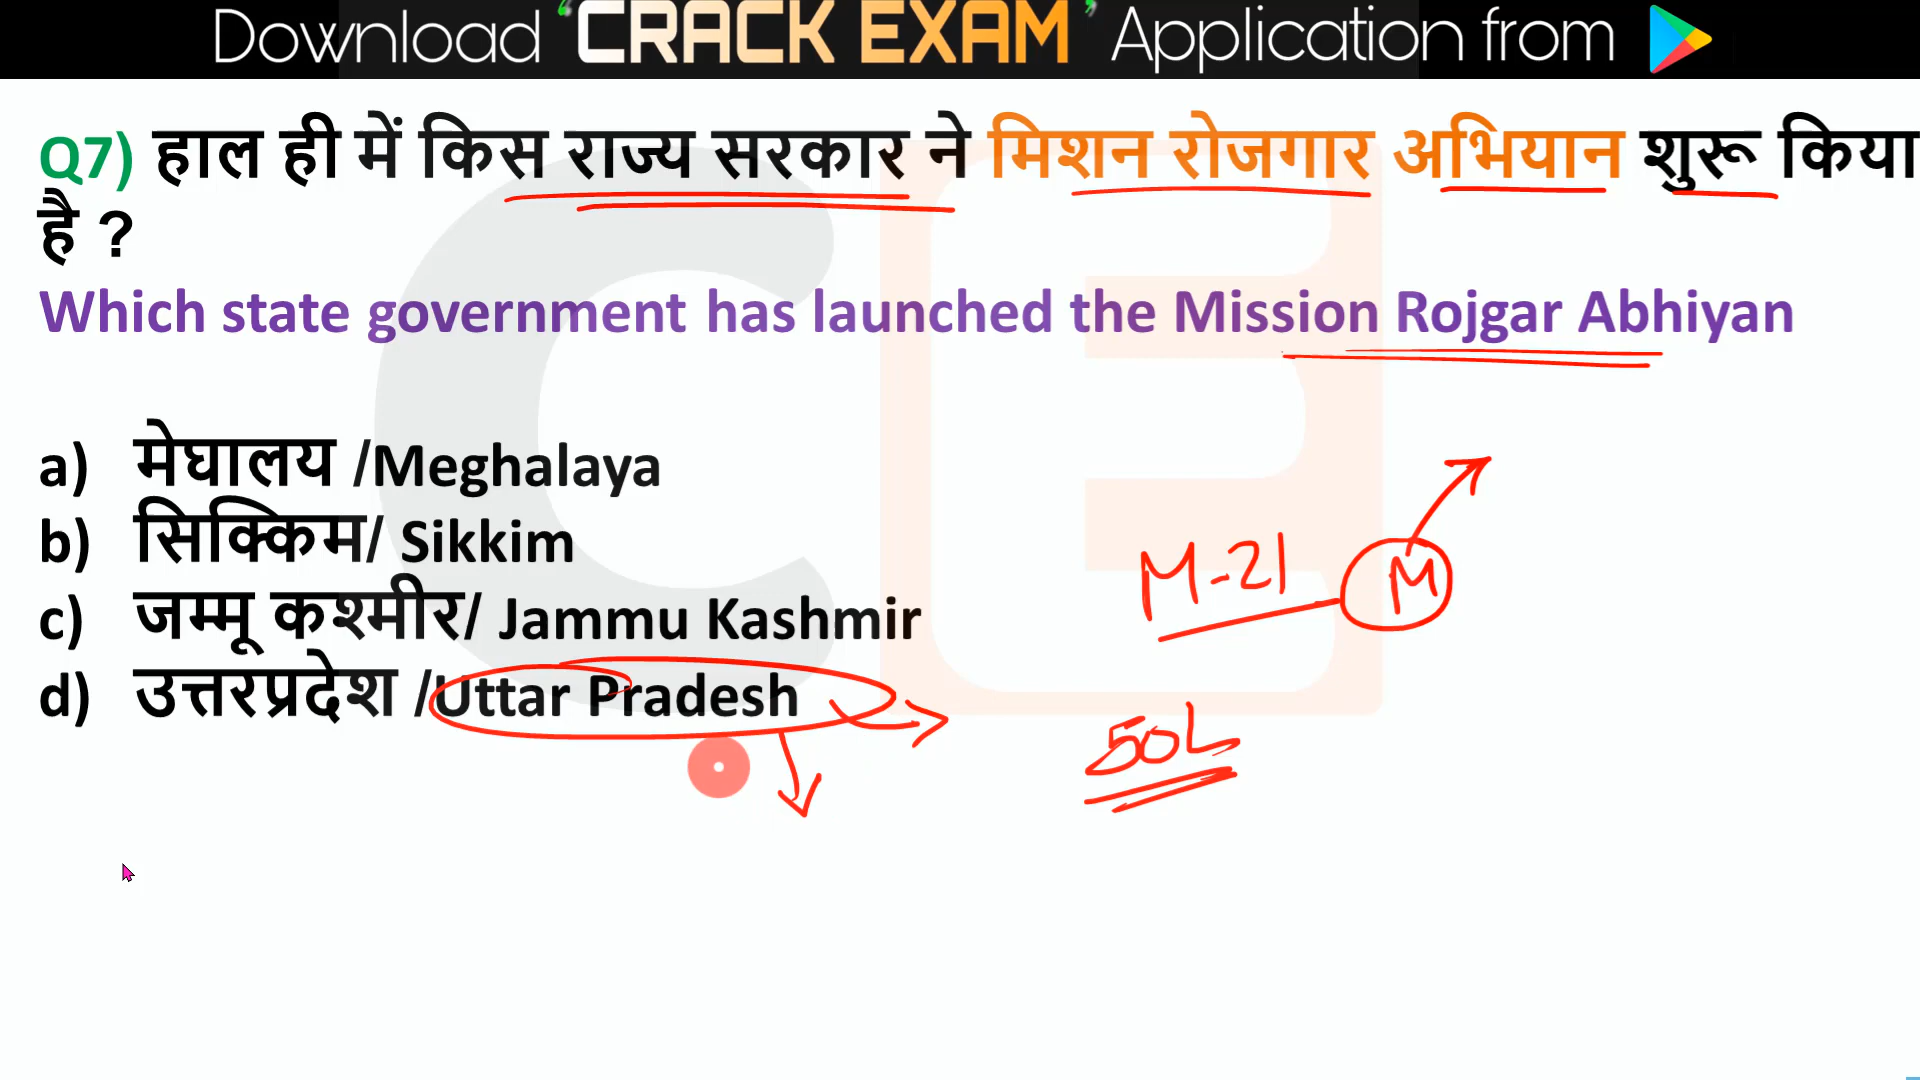 Download 'CRACK EXAM' Application from
Q7) हाल ही में किस राज्य सरकार ने मिशन रोजगार अभियान शुरू किया
है ?
Which state government has launched the Mission Rojgar Abhiyan
a) मेघालय /Meghalaya
b) सिक्किम/ Sikkim
c) जम्मू कश्मीर/ Jammu Kashmir
M-21 M
d) उत्तरप्रदेश /Uttar Pradesh
50L